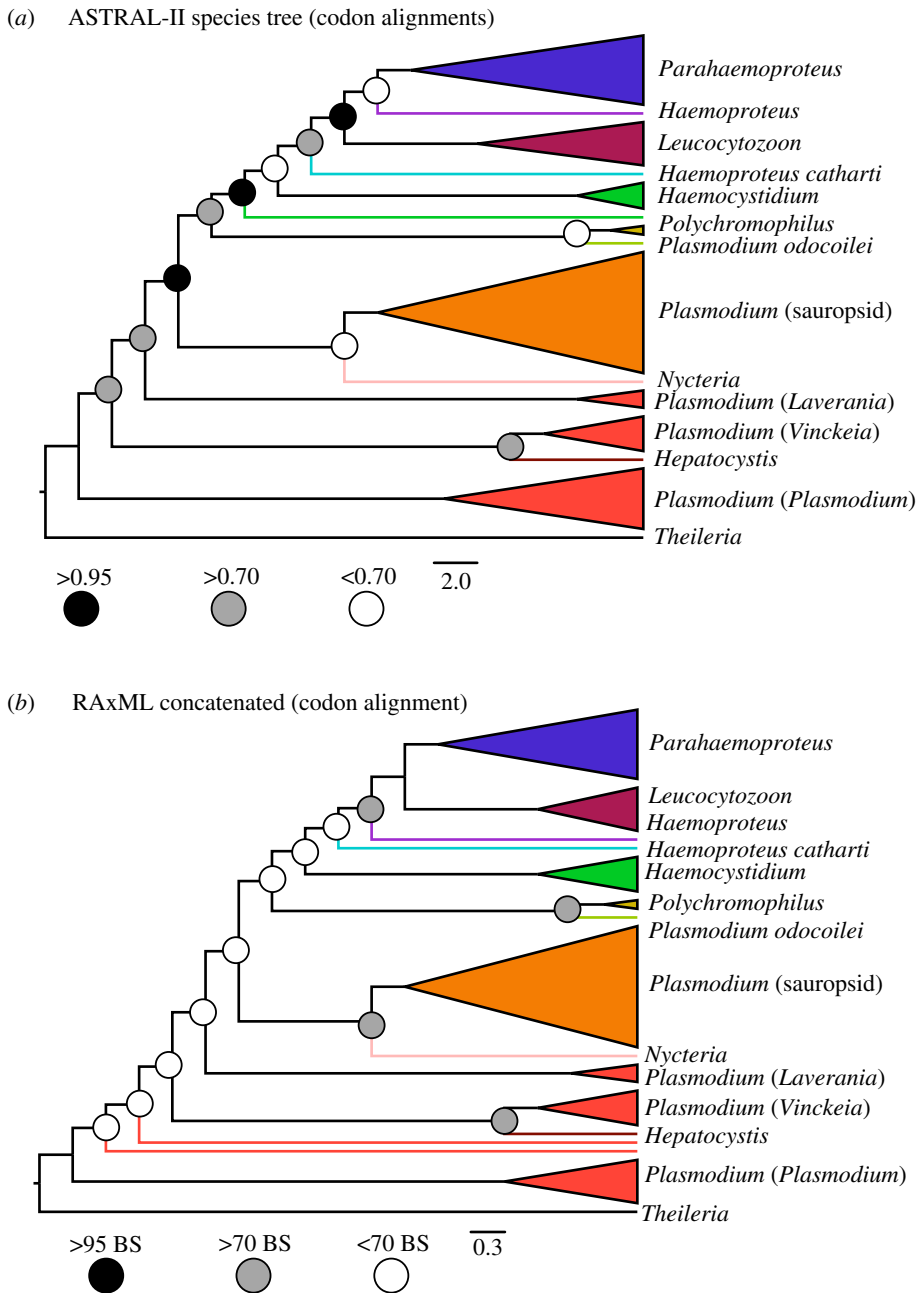 (a) ASTRAL-II species tree (codon alignments)
Parahaemoproteus
Haemoproteus
Leucocytozoon
Haemoproteus catharti
Haemocystidium
Polychromophilus
Plasmodium odocoilei
Plasmodium (sauropsid)
Nycteria
Plasmodium (Laverania)
Plasmodium (Vinckeia)
Hepatocystis
Plasmodium (Plasmodium)
Theileria
>0.95 >0.70 <0.70 2.0
(b) RAxML concatenated (codon alignment)
Parahaemoproteus
Leucocytozoon
Haemoproteus
Haemoproteus catharti
Haemocystidium
Polychromophilus
Plasmodium odocoilei
Plasmodium (sauropsid)
Nycteria
Plasmodium (Laverania)
Plasmodium (Vinckeia)
Hepatocystis
Plasmodium (Plasmodium)
Theileria
>95 BS >70 BS <70 BS 0.3